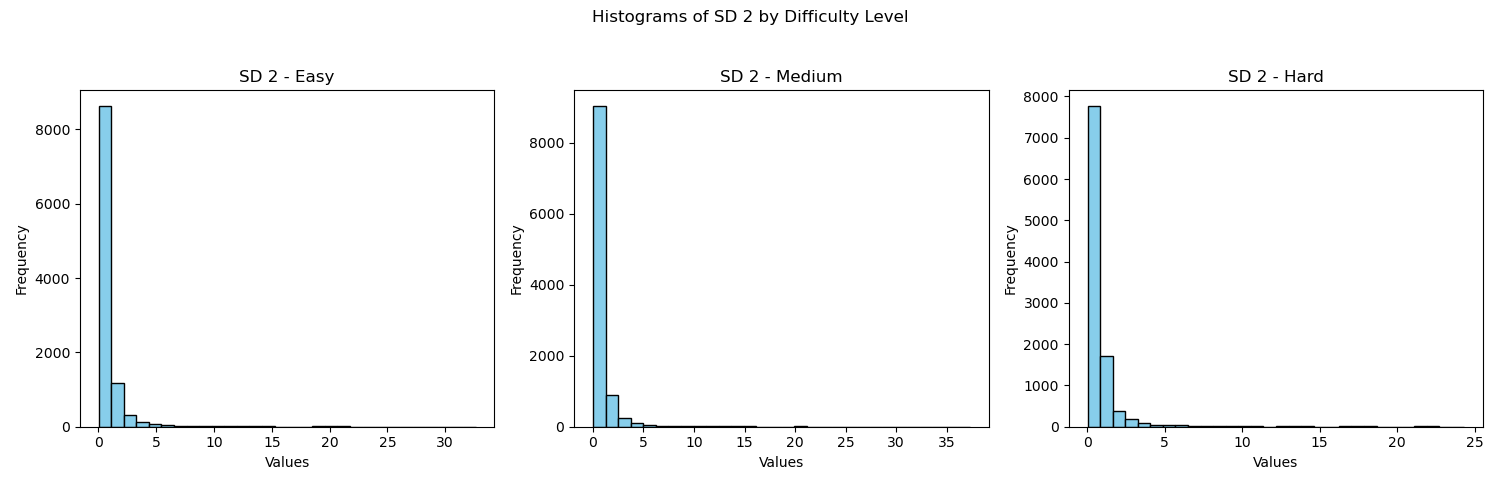 Histograms of SD 2 by Difficulty Level
SD 2 - Easy
Frequency
8000
6000
4000
2000
0
0 5 10 15 20 25 30
Values
SD 2 - Medium
Frequency
8000
6000
4000
2000
0
0 5 10 15 20 25 30 35
Values
SD 2 - Hard
Frequency
8000
7000
6000
5000
4000
3000
2000
1000
0
0 5 10 15 20 25
Values